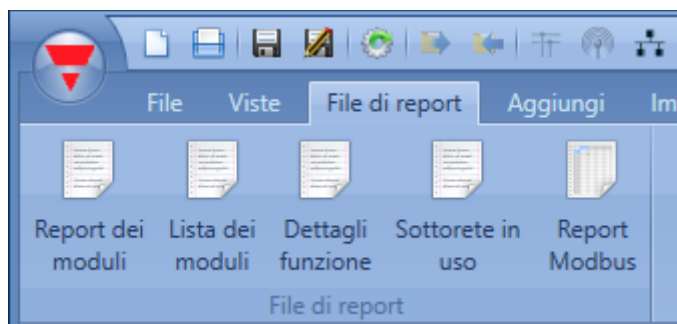 File Viste File di report Aggiungi Im
Report dei moduli
Lista dei moduli
Dettagli funzione
Sottorete in uso
Report Modbus
File di report